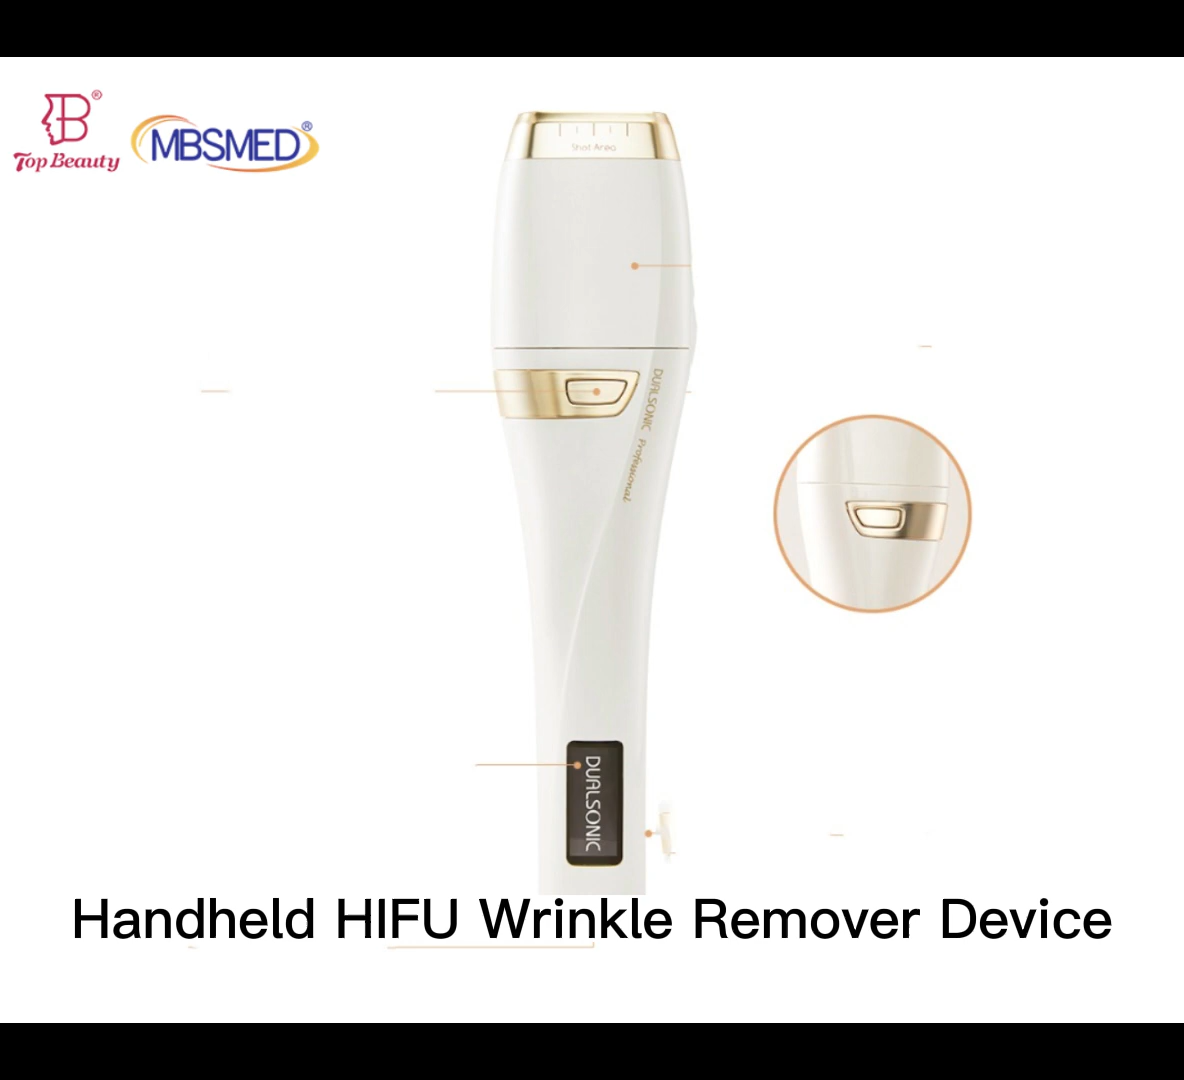 Top Beauty
MBSMED
Shot Area
DUALSONIC Professional
DUALSONIC
Handheld HIFU Wrinkle Remover Device